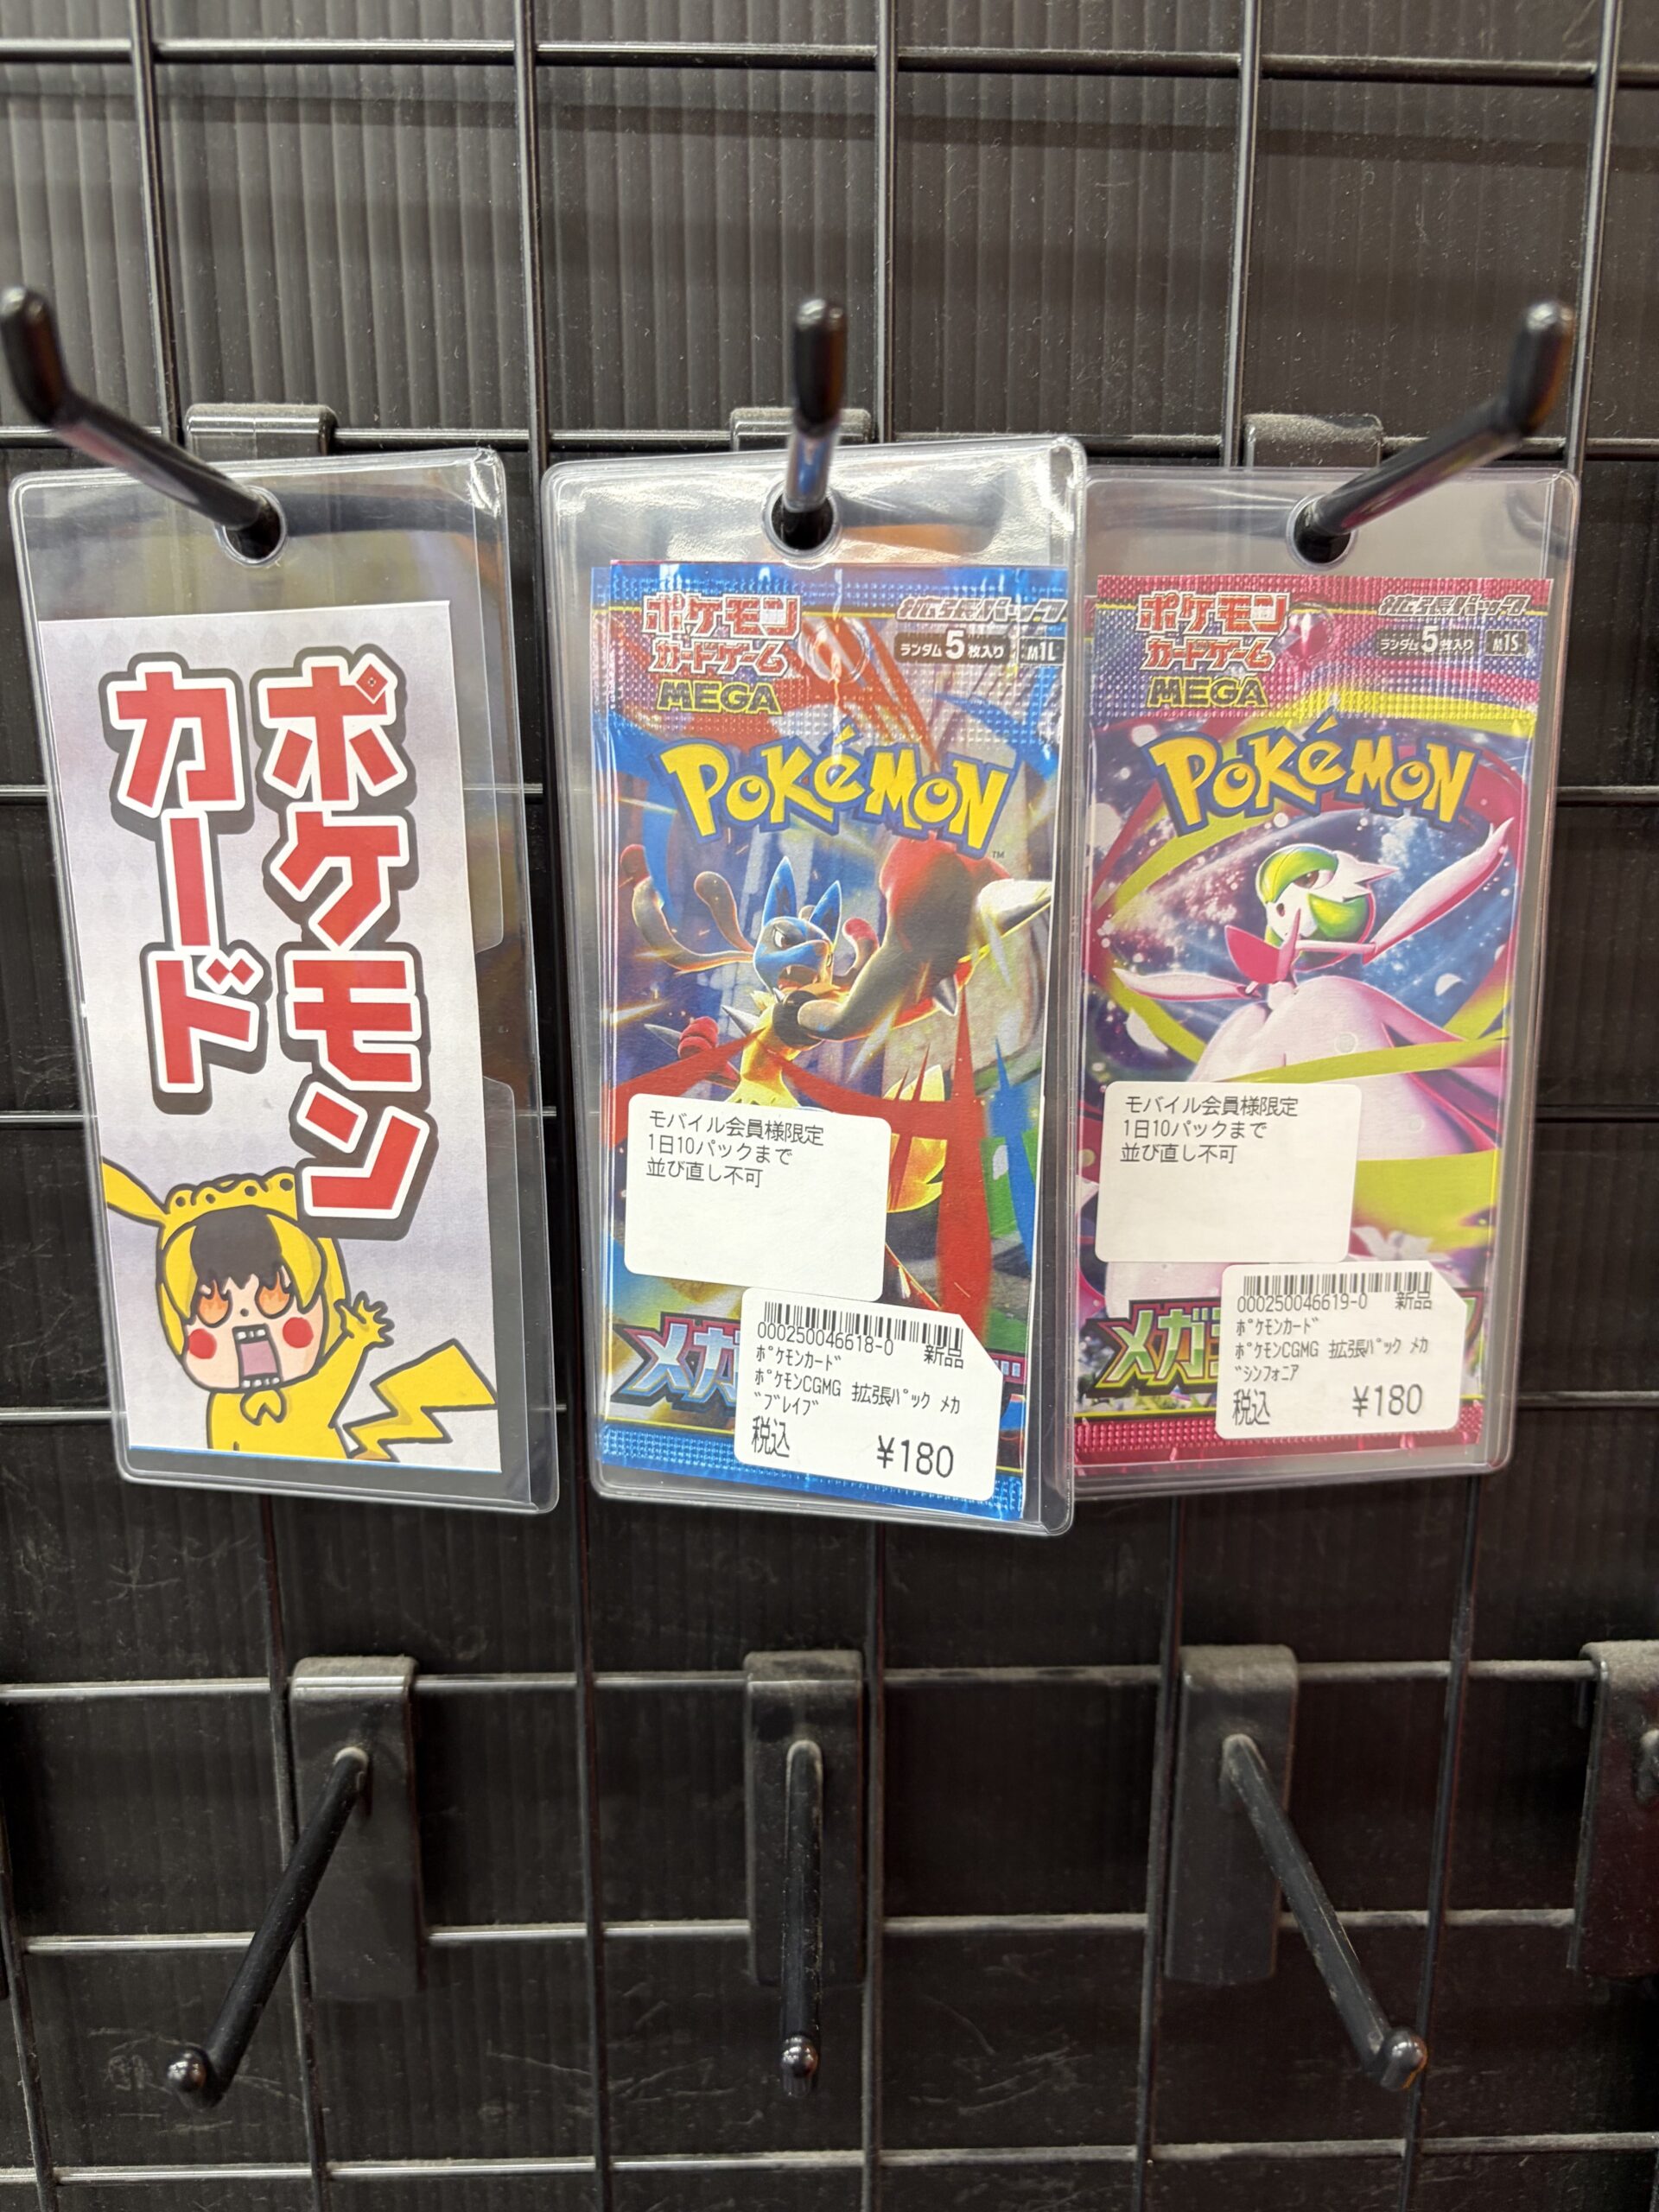 ポケモン
カード
ポケモン
カードゲーム
MEGA
拡張パック
ランダム5枚入り M1L
POKéMON
TM
モバイル会員様限定
1日10パックまで
並び直し不可
メガ
000250046618-0 新品
ポケモンカード
ポケモンCGMG 拡張パック メカ
゛ブレイブ
税込 ¥180
ポケモン
カードゲーム
MEGA
拡張パック
ランダム5枚入り M1S
POKéMON
モバイル会員様限定
1日10パックまで
並び直し不可
メガ
000250046619-0 新品
ポケモンカード
ポケモンCGMG 拡張パック メカ
゛シンフォニア
税込 ¥180